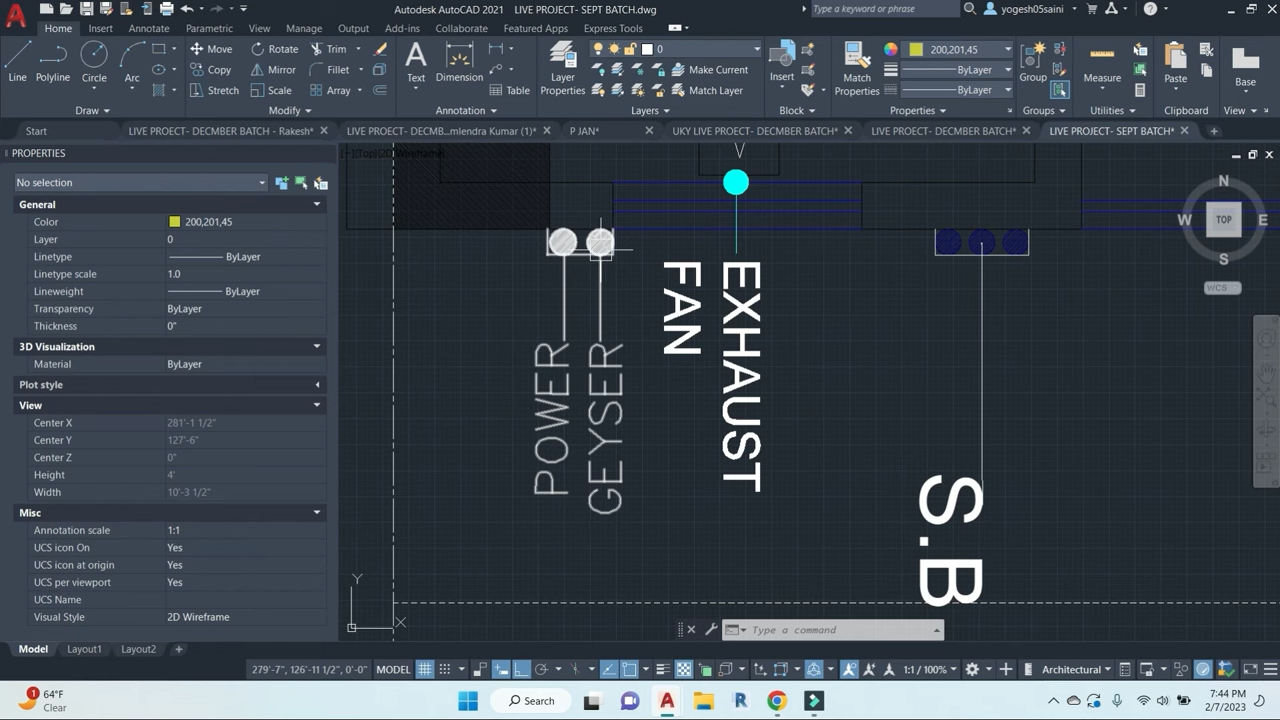 Autodesk AutoCAD 2021 LIVE PROJECT- SEPT BATCH.dwg
Type a keyword or phrase
yogesh05saini
Home Insert Annotate Parametric View Manage Output Add-ins Collaborate Featured Apps Express Tools
Line Polyline Circle Arc
Move Rotate Trim
Copy Mirror Fillet
Stretch Scale Array
Text Dimension Table
Layer Properties
0
Make Current
Match Layer
Insert
Match Properties
200,201,45
ByLayer
ByLayer
Group Measure Paste Base
Draw Modify Annotation Layers Block Properties Groups Utilities Clipboard View
Start
LIVE PROECT- DECMBER BATCH - Rakesh*
LIVE PROECT- DECMB...mlendra Kumar (1)*
P JAN*
UKY LIVE PROECT- DECMBER BATCH*
LIVE PROECT- DECMBER BATCH*
LIVE PROJECT- SEPT BATCH*
PROPERTIES
[−][Top][2D Wireframe]
No selection
General
Color 200,201,45
Layer 0
Linetype ByLayer
Linetype scale 1.0
Lineweight ByLayer
Transparency ByLayer
Thickness 0"
3D Visualization
Material ByLayer
Plot style
View
Center X 281'-1 1/2"
Center Y 127'-6"
Center Z 0"
Height 4'
Width 10'-3 1/2"
Misc
Annotation scale 1:1
UCS icon On Yes
UCS icon at origin Yes
UCS per viewport Yes
UCS Name
Visual Style 2D Wireframe
V
POWER
GEYSER
EXHAUST
FAN
S.B
N
W TOP E
S
WCS
Y
X
Type a command
Model Layout1 Layout2
279'-7", 126'-11 1/2", 0'-0" MODEL
1:1 / 100%
Architectural
1
64°F
Clear
Search
7:44 PM
2/7/2023